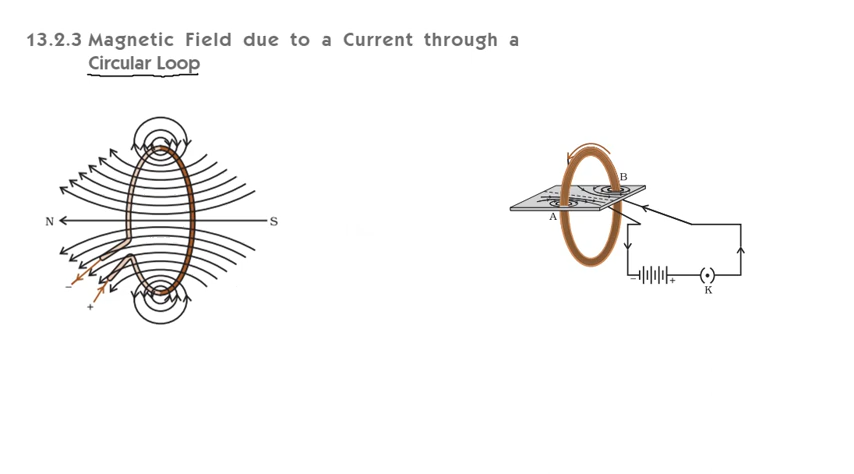 13.2.3 Magnetic Field due to a Current through a
Circular Loop
N
S
−
+
A
B
−
+
K